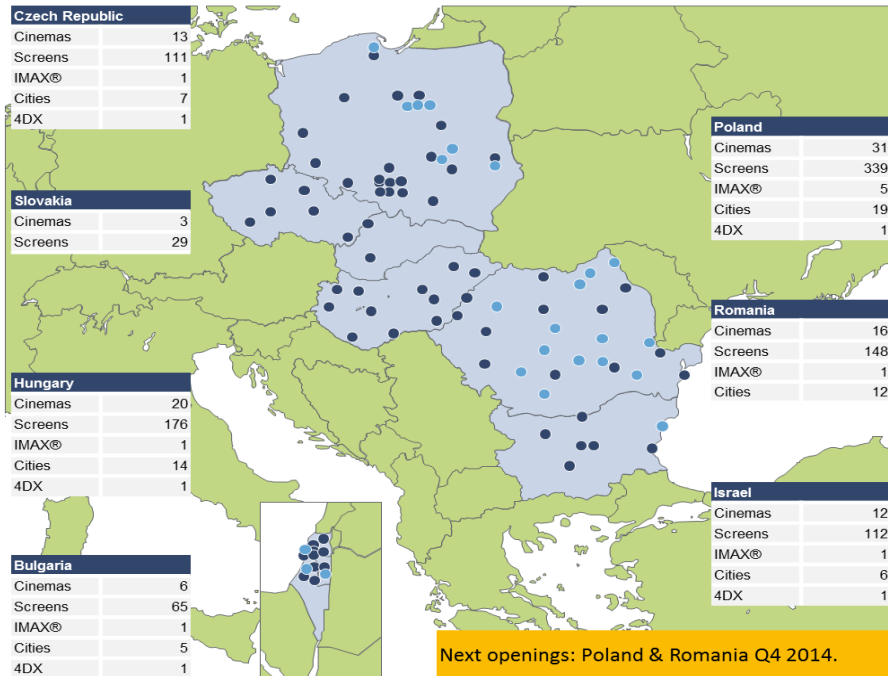 Czech Republic
Cinemas 13
Screens 111
IMAX® 1
Cities 7
4DX 1
Slovakia
Cinemas 3
Screens 29
Hungary
Cinemas 20
Screens 176
IMAX® 1
Cities 14
4DX 1
Bulgaria
Cinemas 6
Screens 65
IMAX® 1
Cities 5
4DX 1
Poland
Cinemas 31
Screens 339
IMAX® 5
Cities 19
4DX 1
Romania
Cinemas 16
Screens 148
IMAX® 1
Cities 12
Israel
Cinemas 12
Screens 112
IMAX® 1
Cities 6
4DX 1
Next openings: Poland & Romania Q4 2014.